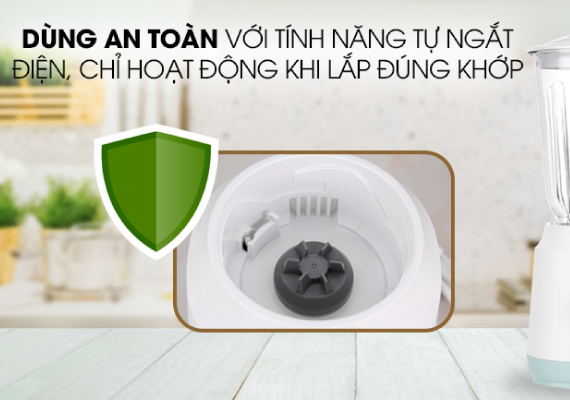 DÙNG AN TOÀN VỚI TÍNH NĂNG TỰ NGẮT
ĐIỆN, CHỈ HOẠT ĐỘNG KHI LẮP ĐÚNG KHỚP